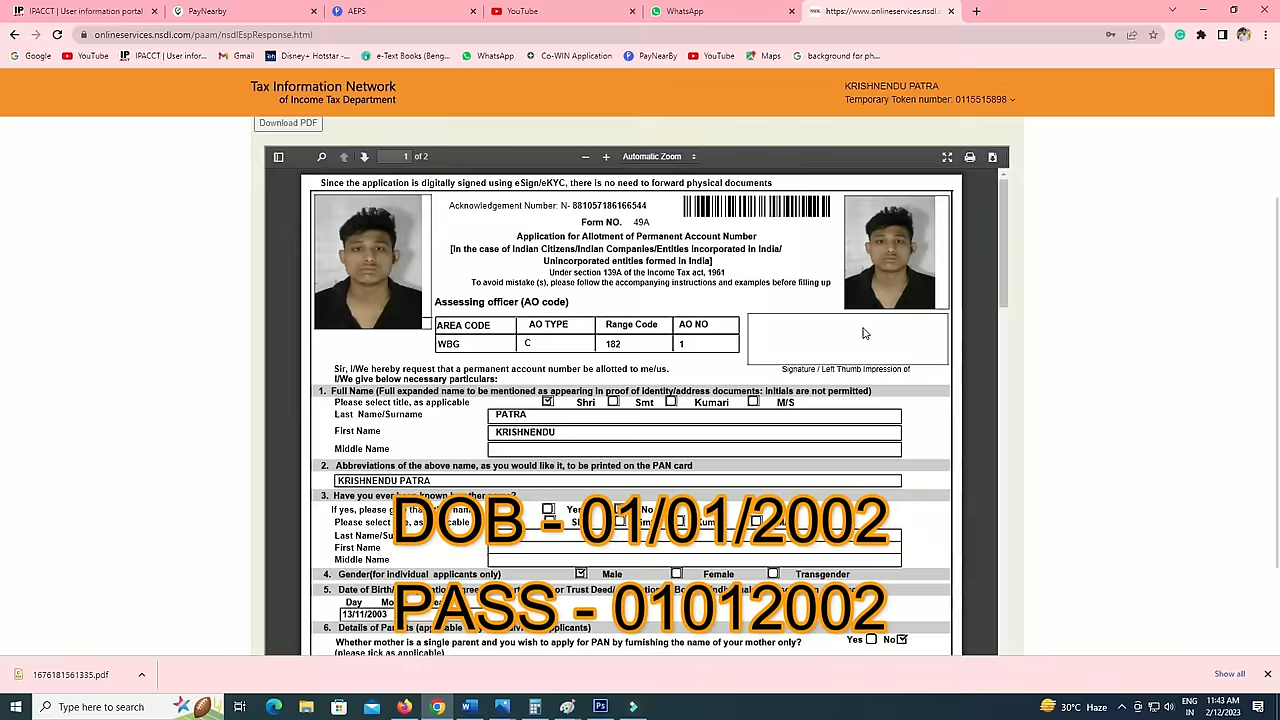 IPACCT | User information portal
PayNearby
AEPS
YouTube
WhatsApp
https://www.onlineservices.nsdl.c
onlineservices.nsdl.com/paam/nsdlEspResponse.html
Google
YouTube
IPACCT | User infor...
Gmail
Disney+ Hotstar -...
e-Text Books (Beng...
WhatsApp
Co-WIN Application
PayNearby
YouTube
Maps
background for ph...
Tax Information Network
of Income Tax Department
KRISHNENDU PATRA
Temporary Token number: 0115515898
Download PDF
1 of 2
Automatic Zoom
Since the application is digitally signed using eSign/eKYC, there is no need to forward physical documents
Acknowledgement Number: N- 881057186166544
Form NO. 49A
Application for Allotment of Permanent Account Number
[In the case of Indian Citizens/Indian Companies/Entities incorporated in India/
Unincorporated entities formed in India]
Under section 139A of the Income Tax act, 1961
To avoid mistake (s), please follow the accompanying instructions and examples before filling up
Assessing officer (AO code)
AREA CODE AO TYPE Range Code AO NO
WBG C 182 1
Signature / Left Thumb Impression of
Sir, I/We hereby request that a permanent account number be allotted to me/us.
I/We give below necessary particulars:
1. Full Name (Full expanded name to be mentioned as appearing in proof of identity/address documents: initials are not permitted)
Please select title, as applicable Shri Smt Kumari M/S
Last Name/Surname PATRA
First Name KRISHNENDU
Middle Name
2. Abbreviations of the above name, as you would like it, to be printed on the PAN card
KRISHNENDU PATRA
3. Have you ever been known by other name?
If yes, please give that other name Yes No
Please select title, as applicable
Last Name/Su
First Name
Middle Name
DOB - 01/01/2002
4. Gender(for individual applicants only) Male Female Transgender
5. Date of Birth/
Day
13/11/2003
PASS - 01012002
6. Details of Parents
Whether mother is a single parent and you wish to apply for PAN by furnishing the name of your mother only? Yes No
(please tick as applicable)
1676181561335.pdf
Show all
Type here to search
30°C Haze
ENG
IN
11:43 AM
2/12/2023